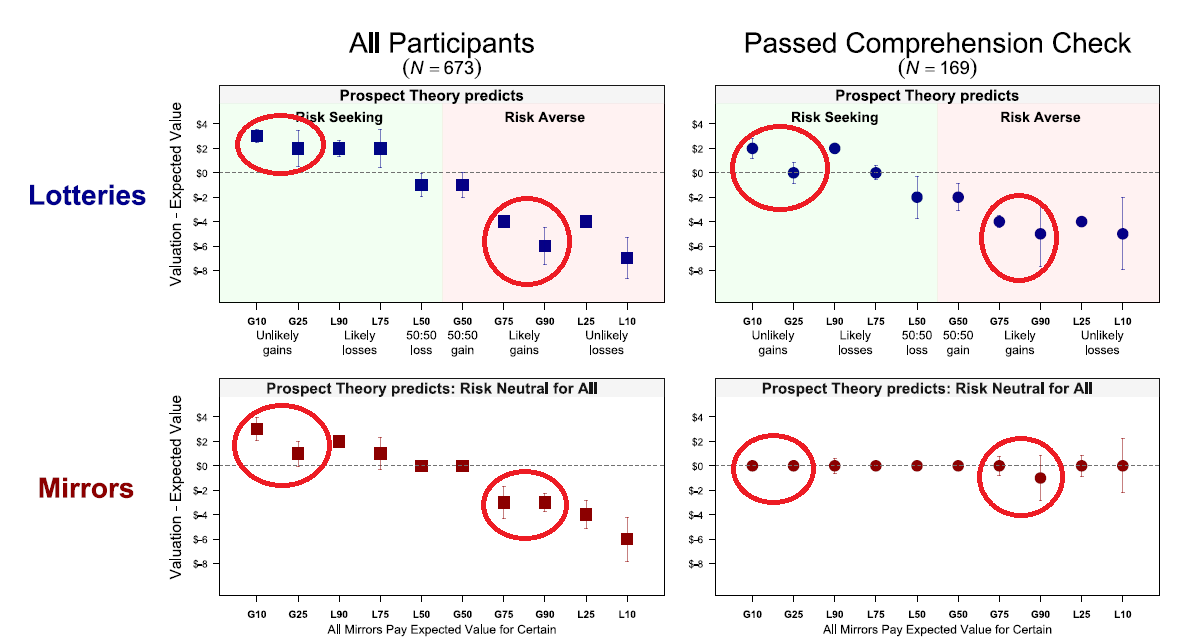 All Participants
(N = 673)
Passed Comprehension Check
(N = 169)
Lotteries
Valuation - Expected Value
Prospect Theory predicts
Risk Seeking
Risk Averse
$4
$2
$0
$-2
$-4
$-6
$-8
G10 G25 L90 L75 L50 G50 G75 G90 L25 L10
Unlikely gains
Likely losses
50:50 loss
50:50 gain
Likely gains
Unlikely losses
Prospect Theory predicts
Risk Seeking
Risk Averse
$4
$2
$0
$-2
$-4
$-6
$-8
G10 G25 L90 L75 L50 G50 G75 G90 L25 L10
Unlikely gains
Likely losses
50:50 loss
50:50 gain
Likely gains
Unlikely losses
Mirrors
Valuation - Expected Value
Prospect Theory predicts: Risk Neutral for All
$4
$2
$0
$-2
$-4
$-6
$-8
G10 G25 L90 L75 L50 G50 G75 G90 L25 L10
All Mirrors Pay Expected Value for Certain
Prospect Theory predicts: Risk Neutral for All
$4
$2
$0
$-2
$-4
$-6
$-8
G10 G25 L90 L75 L50 G50 G75 G90 L25 L10
All Mirrors Pay Expected Value for Certain